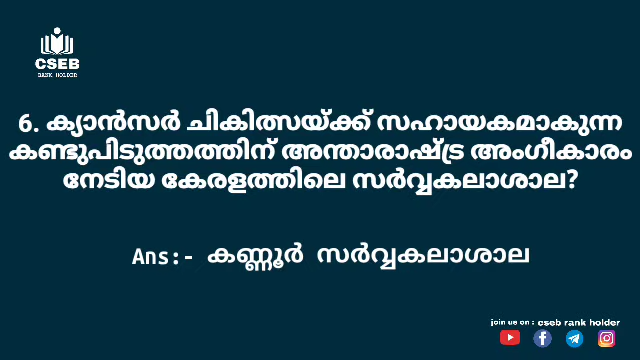 CSEB
RANK HOLDER
6. ക്യാൻസർ ചികിത്സയ്ക്ക് സഹായകമാകുന്ന
കണ്ടുപിടുത്തത്തിന് അന്താരാഷ്ട്ര അംഗീകാരം
നേടിയ കേരളത്തിലെ സർവ്വകലാശാല?
Ans:- കണ്ണൂർ സർവ്വകലാശാല
join us on : cseb rank holder